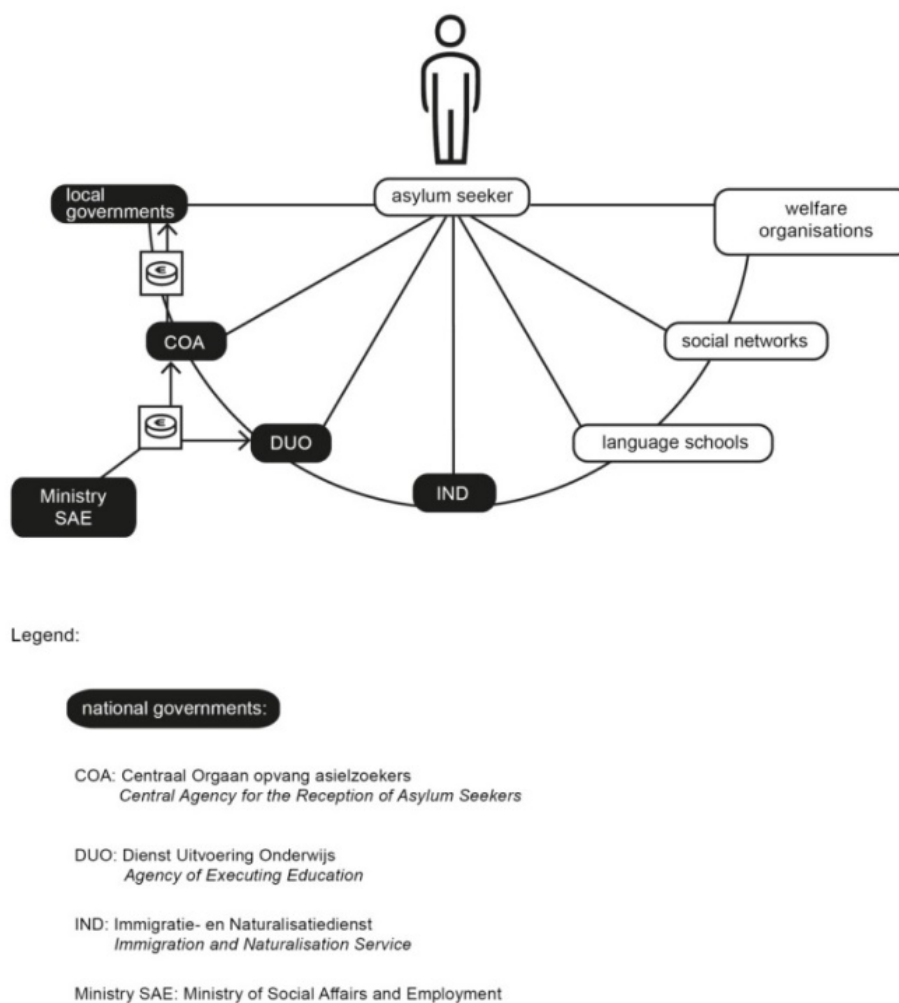 asylum seeker
local
governments
welfare
organisations
€
COA
social networks
€
DUO
language schools
Ministry
SAE
IND
Legend:
national governments:
COA: Centraal Orgaan opvang asielzoekers
Central Agency for the Reception of Asylum Seekers
DUO: Dienst Uitvoering Onderwijs
Agency of Executing Education
IND: Immigratie- en Naturalisatiedienst
Immigration and Naturalisation Service
Ministry SAE: Ministry of Social Affairs and Employment